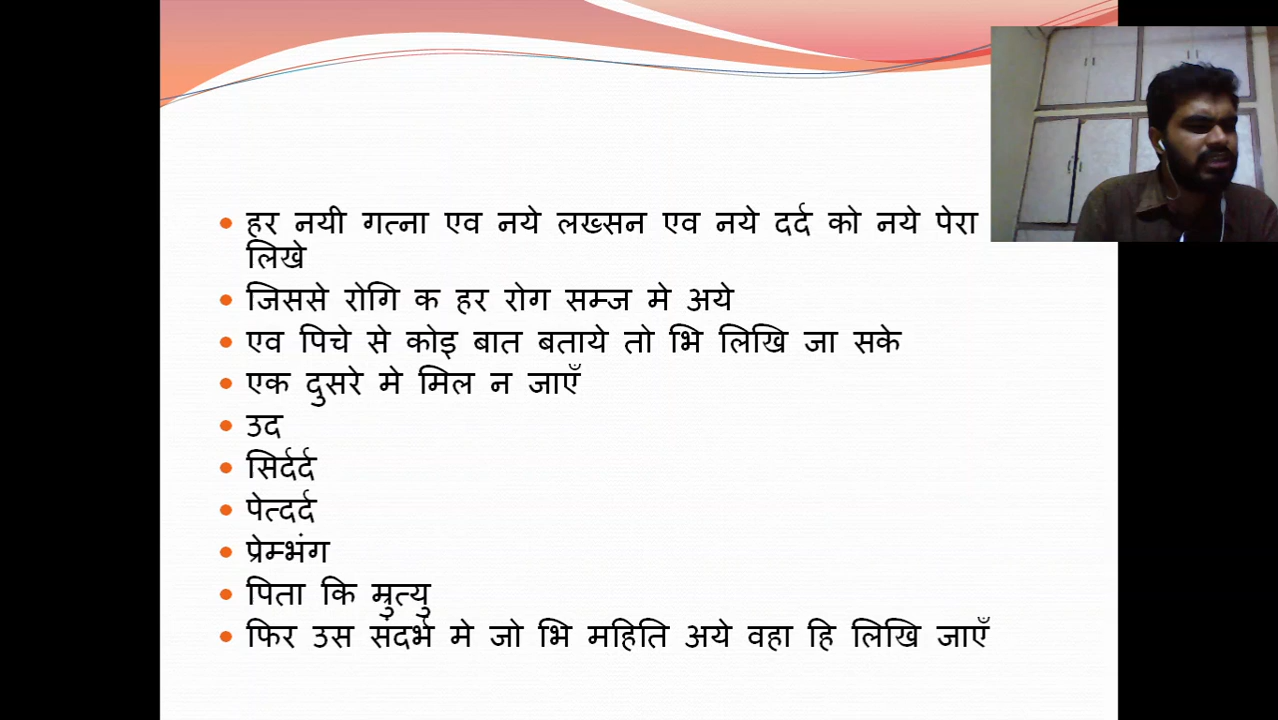 हर नयी गत्ना एव नये लख्सन एव नये दर्द को नये पेरा
लिखे
जिससे रोगि क हर रोग सम्ज मे अये
एव पिचे से कोइ बात बताये तो भि लिखि जा सके
एक दुसरे मे मिल न जाएँ
उद
सिर्दर्द
पेत्दर्द
प्रेम्भंग
पिता कि म्रुत्यु
फिर उस संदर्भ मे जो भि महिति अये वहा हि लिखि जाएँ